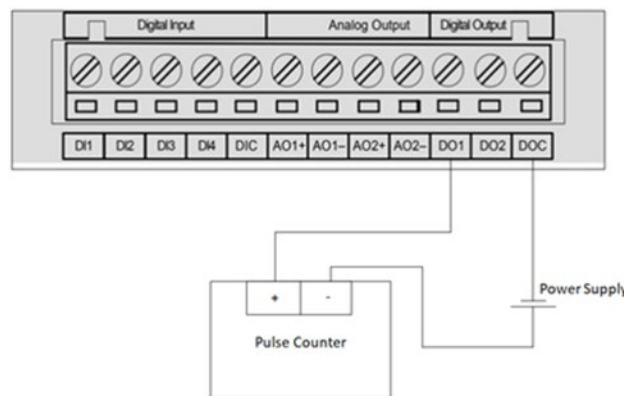 Digital Input Analog Output Digital Output
DI1 DI2 DI3 DI4 DIC AO1+ AO1– AO2+ AO2– DO1 DO2 DOC
Power Supply
+ -
Pulse Counter